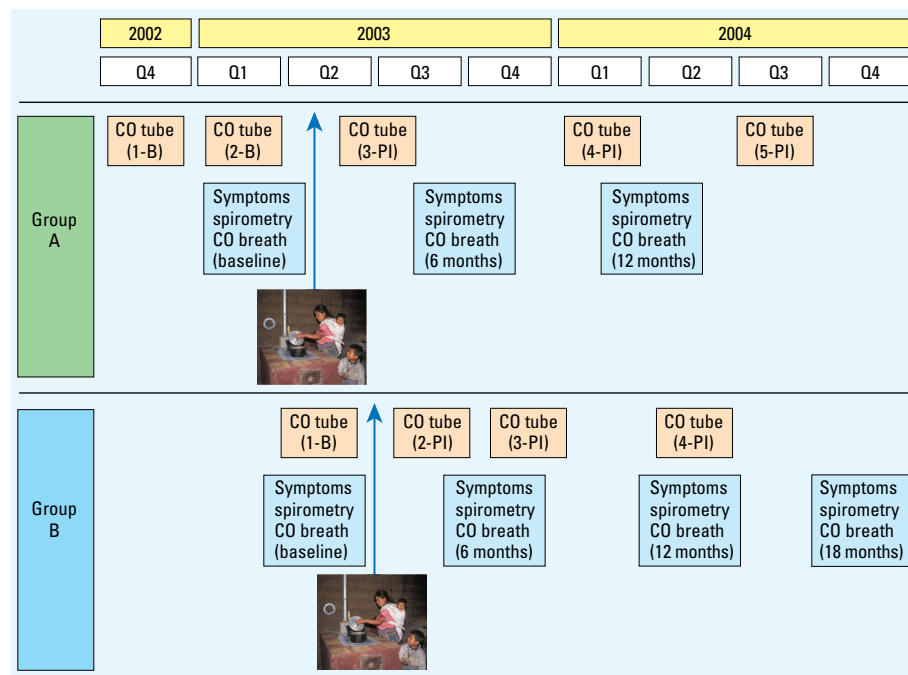 2002 2003 2004
Q4 Q1 Q2 Q3 Q4 Q1 Q2 Q3 Q4
Group
A
CO tube
(1-B)
CO tube
(2-B)
CO tube
(3-PI)
CO tube
(4-PI)
CO tube
(5-PI)
Symptoms
spirometry
CO breath
(baseline)
Symptoms
spirometry
CO breath
(6 months)
Symptoms
spirometry
CO breath
(12 months)
Group
B
CO tube
(1-B)
CO tube
(2-PI)
CO tube
(3-PI)
CO tube
(4-PI)
Symptoms
spirometry
CO breath
(baseline)
Symptoms
spirometry
CO breath
(6 months)
Symptoms
spirometry
CO breath
(12 months)
Symptoms
spirometry
CO breath
(18 months)